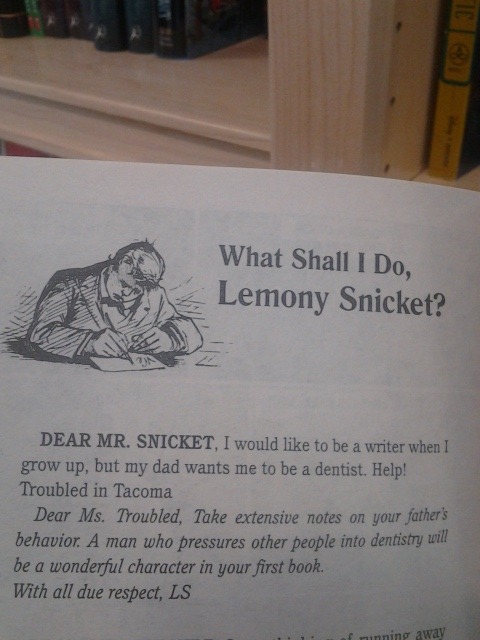 What Shall I Do,
Lemony Snicket?
DEAR MR. SNICKET, I would like to be a writer when I
grow up, but my dad wants me to be a dentist. Help!
Troubled in Tacoma
Dear Ms. Troubled, Take extensive notes on your father's
behavior. A man who pressures other people into dentistry will
be a wonderful character in your first book.
With all due respect, LS
of running away